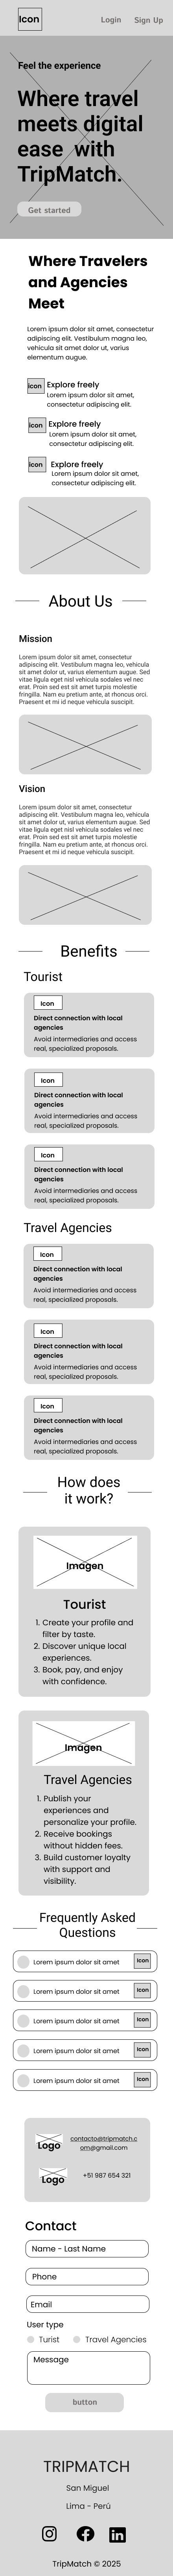 Icon
Login Sign Up
Feel the experience
Where travel
meets digital
ease with
TripMatch.
Get started
Where Travelers
and Agencies
Meet
Lorem ipsum dolor sit amet, consectetur
adipiscing elit. Vestibulum magna leo,
vehicula sit amet dolor ut, varius
elementum augue.
Icon
Explore freely
Lorem ipsum dolor sit amet,
consectetur adipiscing elit.
Icon
Explore freely
Lorem ipsum dolor sit amet,
consectetur adipiscing elit.
Icon
Explore freely
Lorem ipsum dolor sit amet,
consectetur adipiscing elit.
About Us
Mission
Lorem ipsum dolor sit amet, consectetur
adipiscing elit. Vestibulum magna leo, vehicula
sit amet dolor ut, varius elementum augue. Sed
vitae ligula eget nisl vehicula sodales vel nec
erat. Proin sed est sit amet turpis molestie
fringilla. Nam eu pretium ante, at rhoncus orci.
Praesent et mi id neque vehicula suscipit.
Vision
Lorem ipsum dolor sit amet, consectetur
adipiscing elit. Vestibulum magna leo, vehicula
sit amet dolor ut, varius elementum augue. Sed
vitae ligula eget nisl vehicula sodales vel nec
erat. Proin sed est sit amet turpis molestie
fringilla. Nam eu pretium ante, at rhoncus orci.
Praesent et mi id neque vehicula suscipit.
Benefits
Tourist
Icon
Direct connection with local
agencies
Avoid intermediaries and access
real, specialized proposals.
Icon
Direct connection with local
agencies
Avoid intermediaries and access
real, specialized proposals.
Icon
Direct connection with local
agencies
Avoid intermediaries and access
real, specialized proposals.
Travel Agencies
Icon
Direct connection with local
agencies
Avoid intermediaries and access
real, specialized proposals.
Icon
Direct connection with local
agencies
Avoid intermediaries and access
real, specialized proposals.
Icon
Direct connection with local
agencies
Avoid intermediaries and access
real, specialized proposals.
How does
it work?
Imagen
Tourist
1. Create your profile and
filter by taste.
2. Discover unique local
experiences.
3. Book, pay, and enjoy
with confidence.
Imagen
Travel Agencies
1. Publish your
experiences and
personalize your profile.
2. Receive bookings
without hidden fees.
3. Build customer loyalty
with support and
visibility.
Frequently Asked
Questions
Lorem ipsum dolor sit amet Icon
Lorem ipsum dolor sit amet Icon
Lorem ipsum dolor sit amet Icon
Lorem ipsum dolor sit amet Icon
Lorem ipsum dolor sit amet Icon
Logo
contacto@tripmatch.c
om@gmail.com
Logo
+51 987 654 321
Contact
Name - Last Name
Phone
Email
User type
Turist Travel Agencies
Message
button
TRIPMATCH
San Miguel
Lima - Perú
TripMatch © 2025